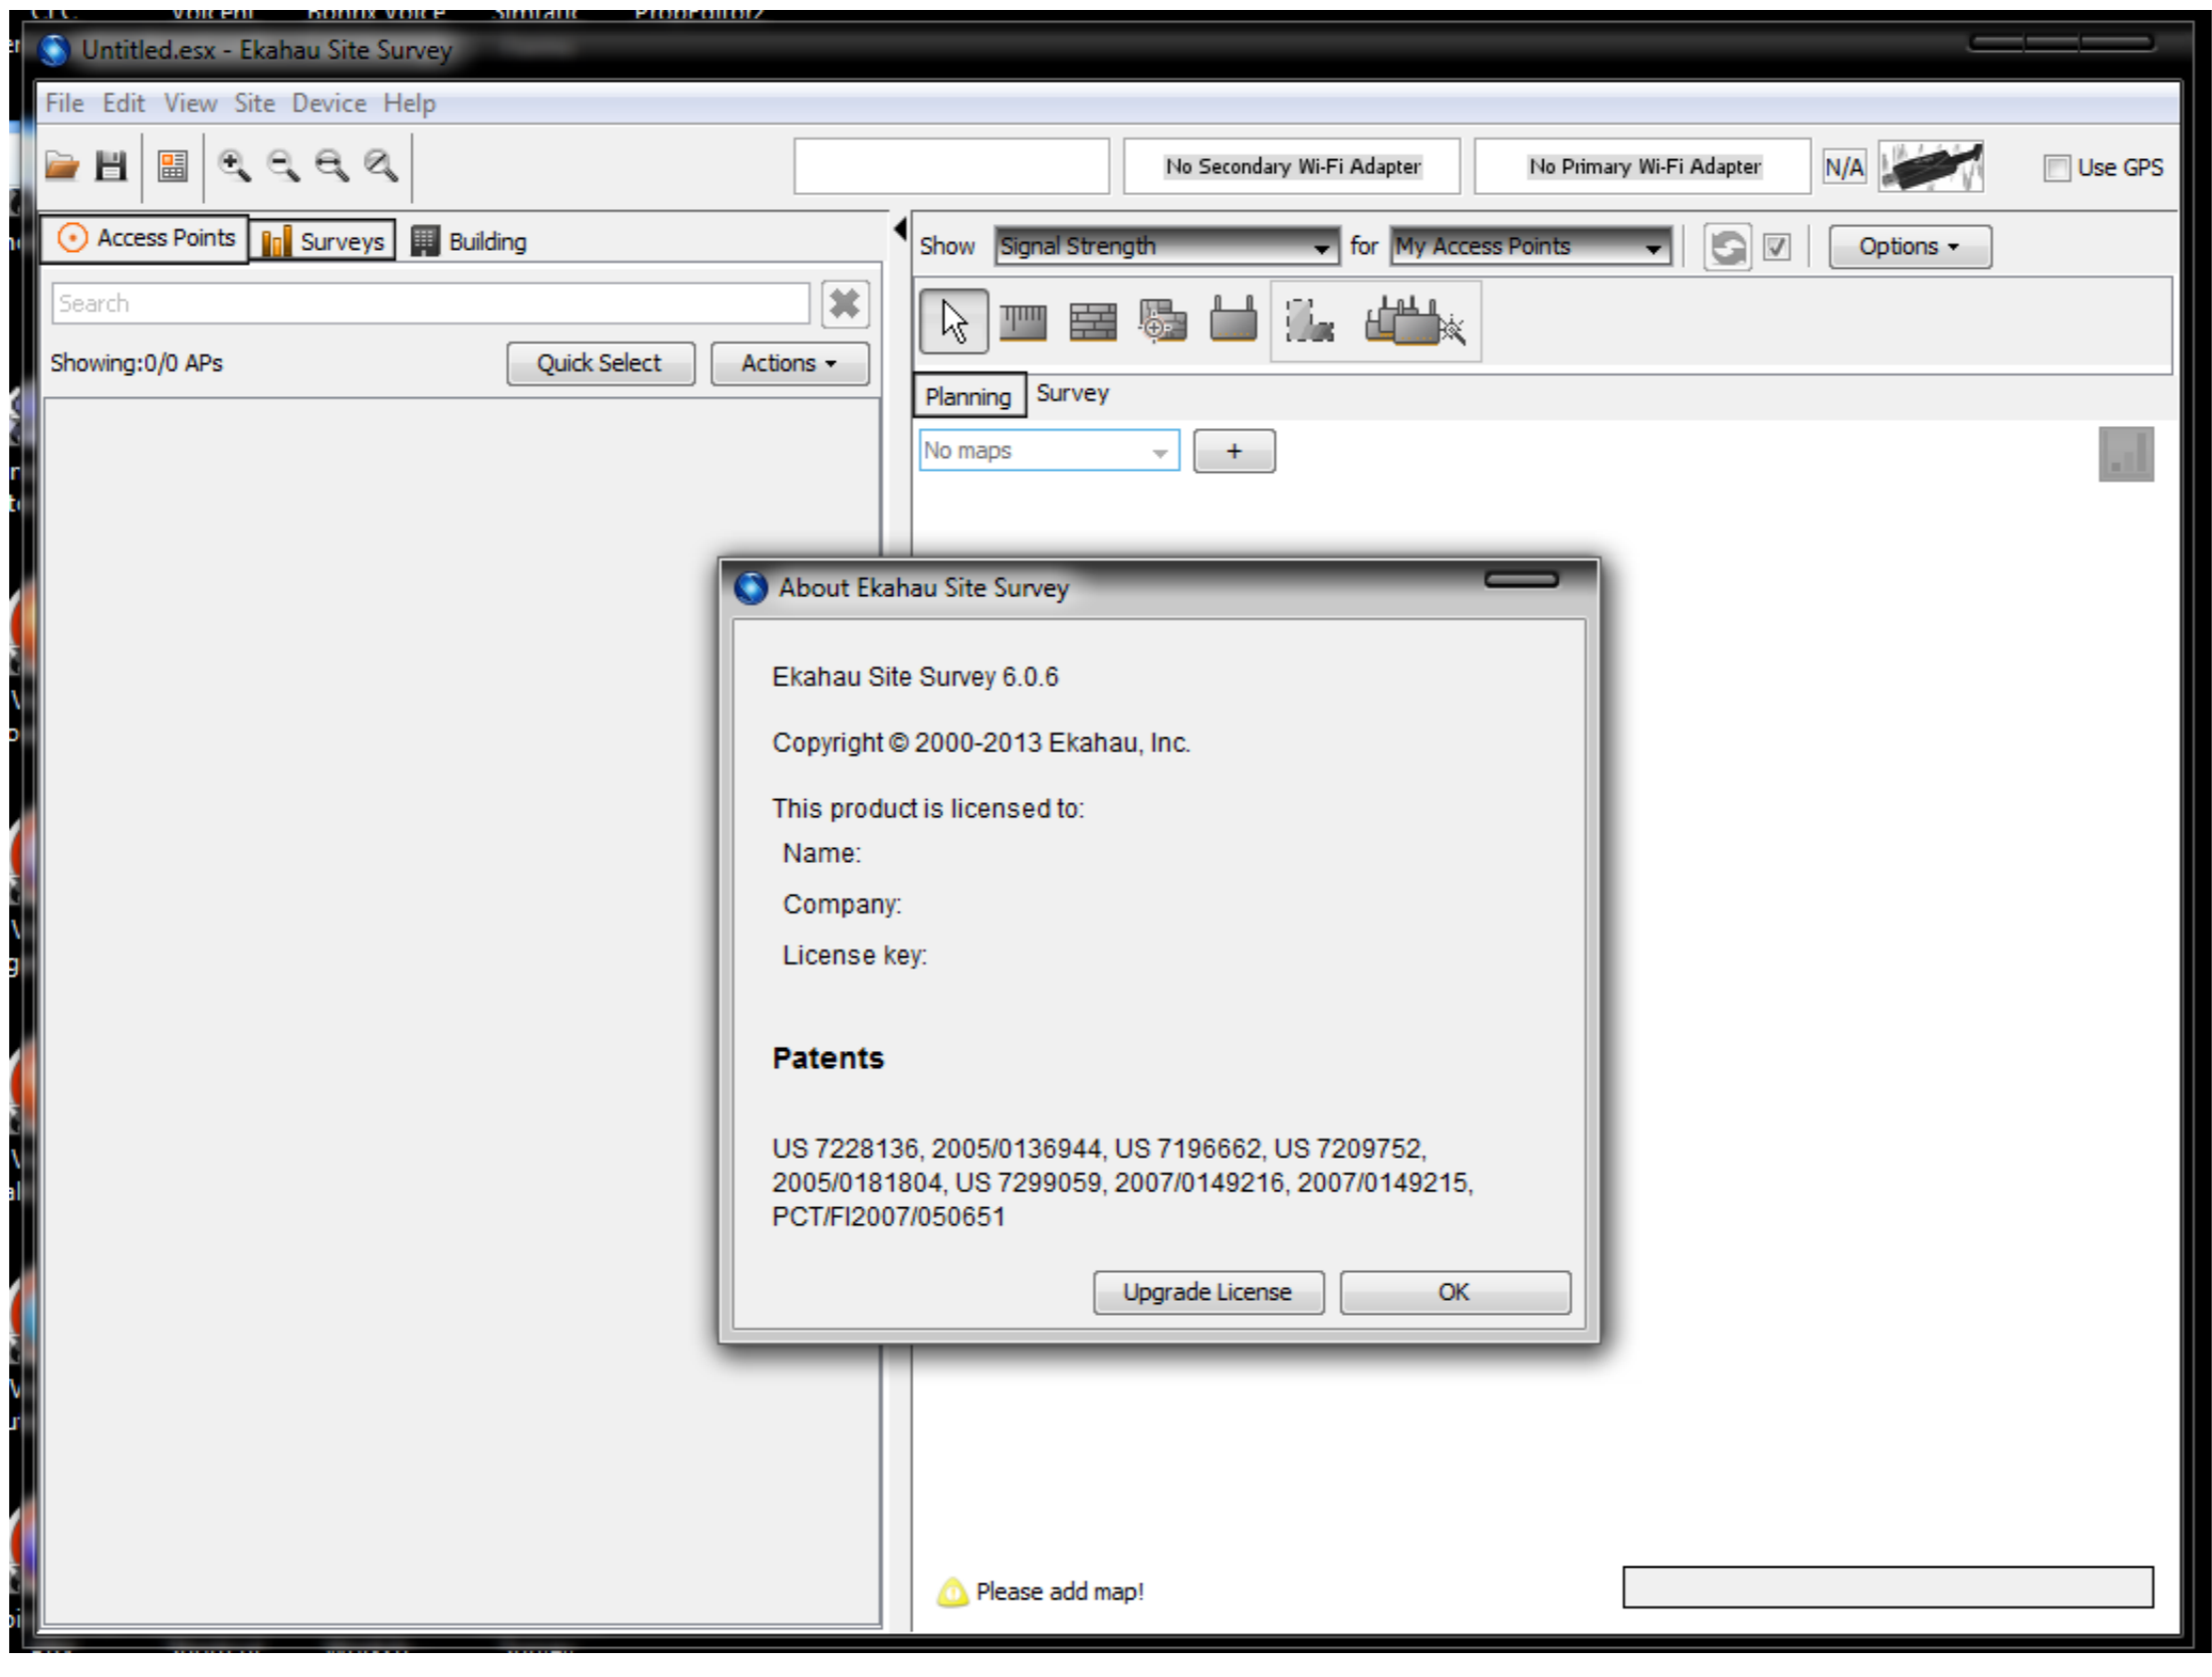 Untitled.esx - Ekahau Site Survey
File Edit View Site Device Help
No Secondary Wi-Fi Adapter
No Primary Wi-Fi Adapter
N/A
Use GPS
Access Points
Surveys
Building
Show Signal Strength for My Access Points
Options
Search
Showing:0/0 APs
Quick Select
Actions
Planning
Survey
No maps
+
About Ekahau Site Survey
Ekahau Site Survey 6.0.6
Copyright © 2000-2013 Ekahau, Inc.
This product is licensed to:
Name:
Company:
License key:
Patents
US 7228136, 2005/0136944, US 7196662, US 7209752,
2005/0181804, US 7299059, 2007/0149216, 2007/0149215,
PCT/FI2007/050651
Upgrade License
OK
Please add map!